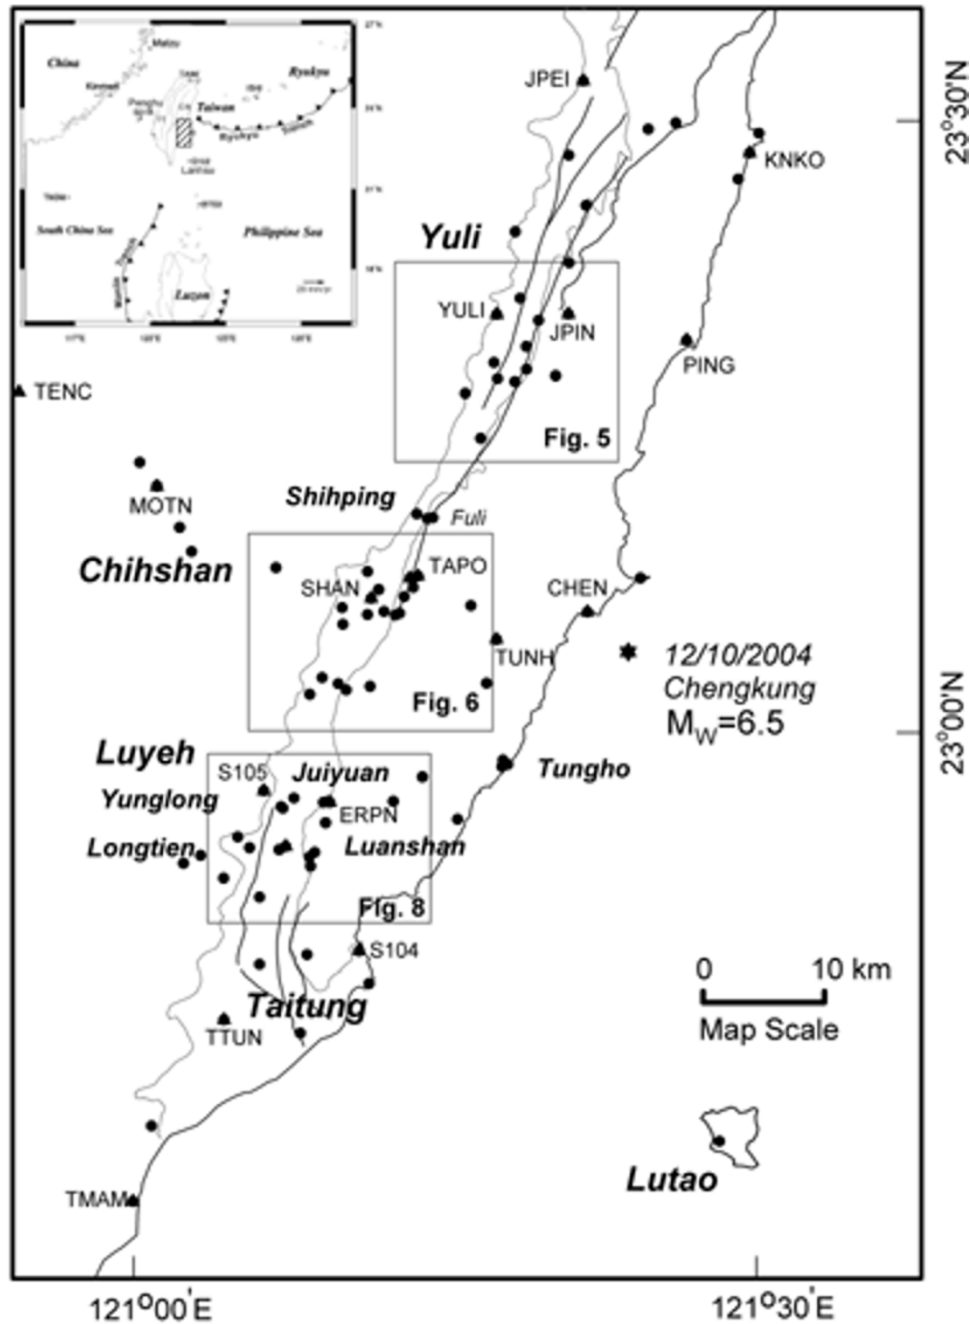 China
Matzu
Ryukyu
Taiwan
Ryukyu
Lanhsu
South China Sea
Philippine Sea
Luzon
JPEI
23°30'N
KNKO
Yuli
YULI
JPIN
PING
TENC
Fig. 5
MOTN
Shihping
Fuli
Chihshan
TAPO
SHAN
CHEN
TUNH
12/10/2004
Chengkung
MW=6.5
Fig. 6
23°00'N
Luyeh
S105
Juiyuan
Tungho
Yunglong
ERPN
Longtien
Luanshan
Fig. 8
S104
0 10 km
Map Scale
Taitung
TTUN
Lutao
TMAM
121°00'E
121°30'E